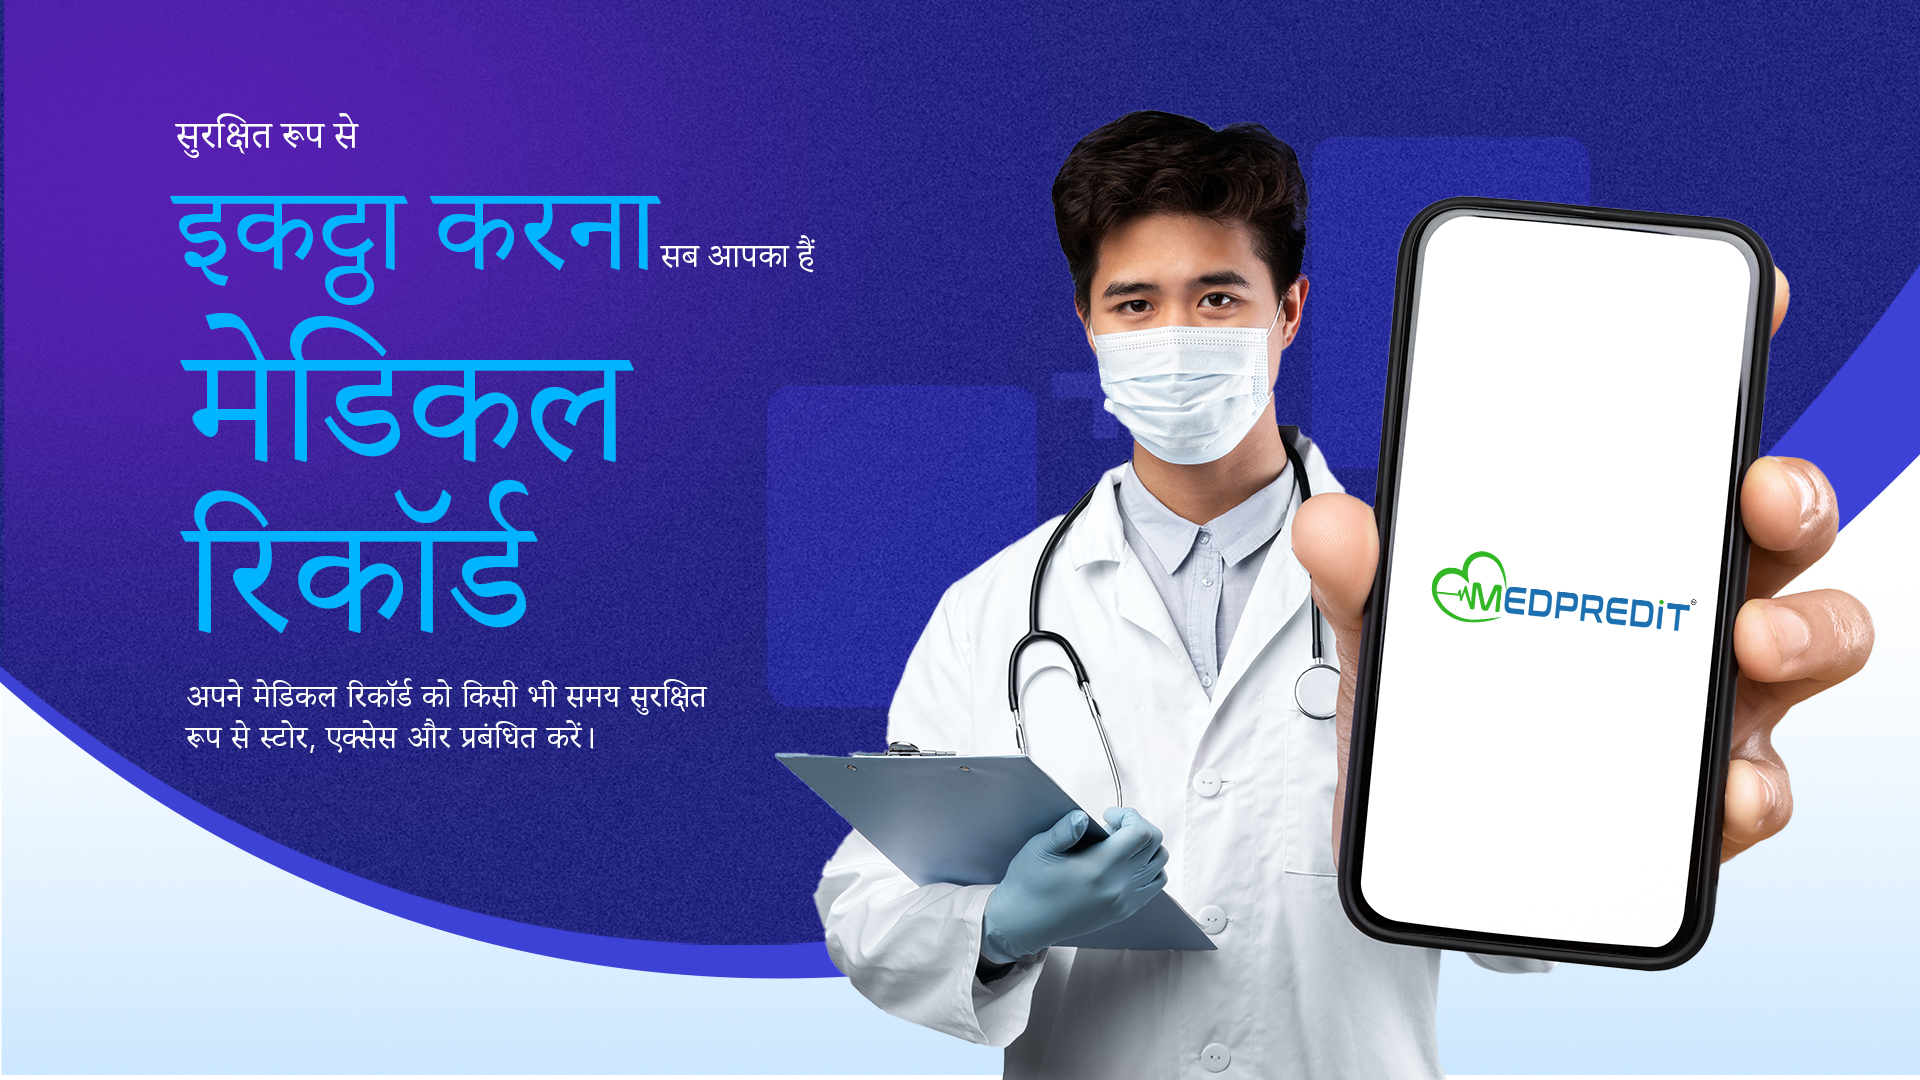 सुरक्षित रूप से
इकट्ठा करना सब आपका हैं
मेडिकल
रिकॉर्ड
अपने मेडिकल रिकॉर्ड को किसी भी समय सुरक्षित
रूप से स्टोर, एक्सेस और प्रबंधित करें।
MEDPREDiT